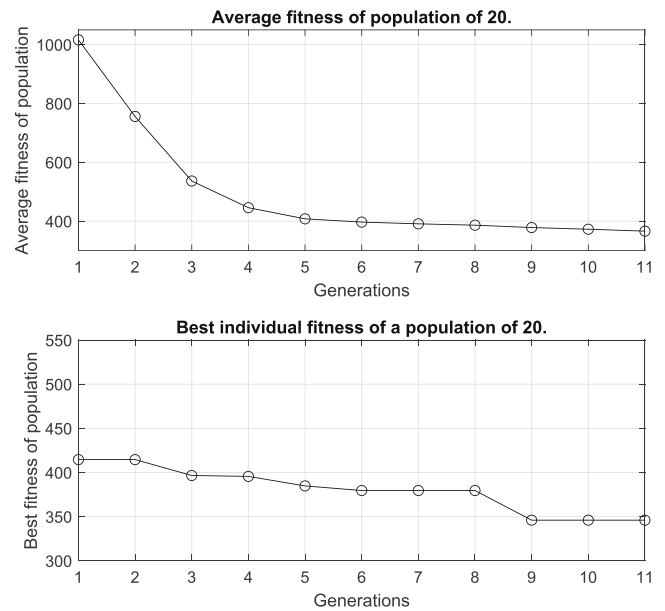 Average fitness of population of 20.
Average fitness of population
1000
800
600
400
1 2 3 4 5 6 7 8 9 10 11
Generations
Best individual fitness of a population of 20.
Best fitness of population
550
500
450
400
350
300
1 2 3 4 5 6 7 8 9 10 11
Generations